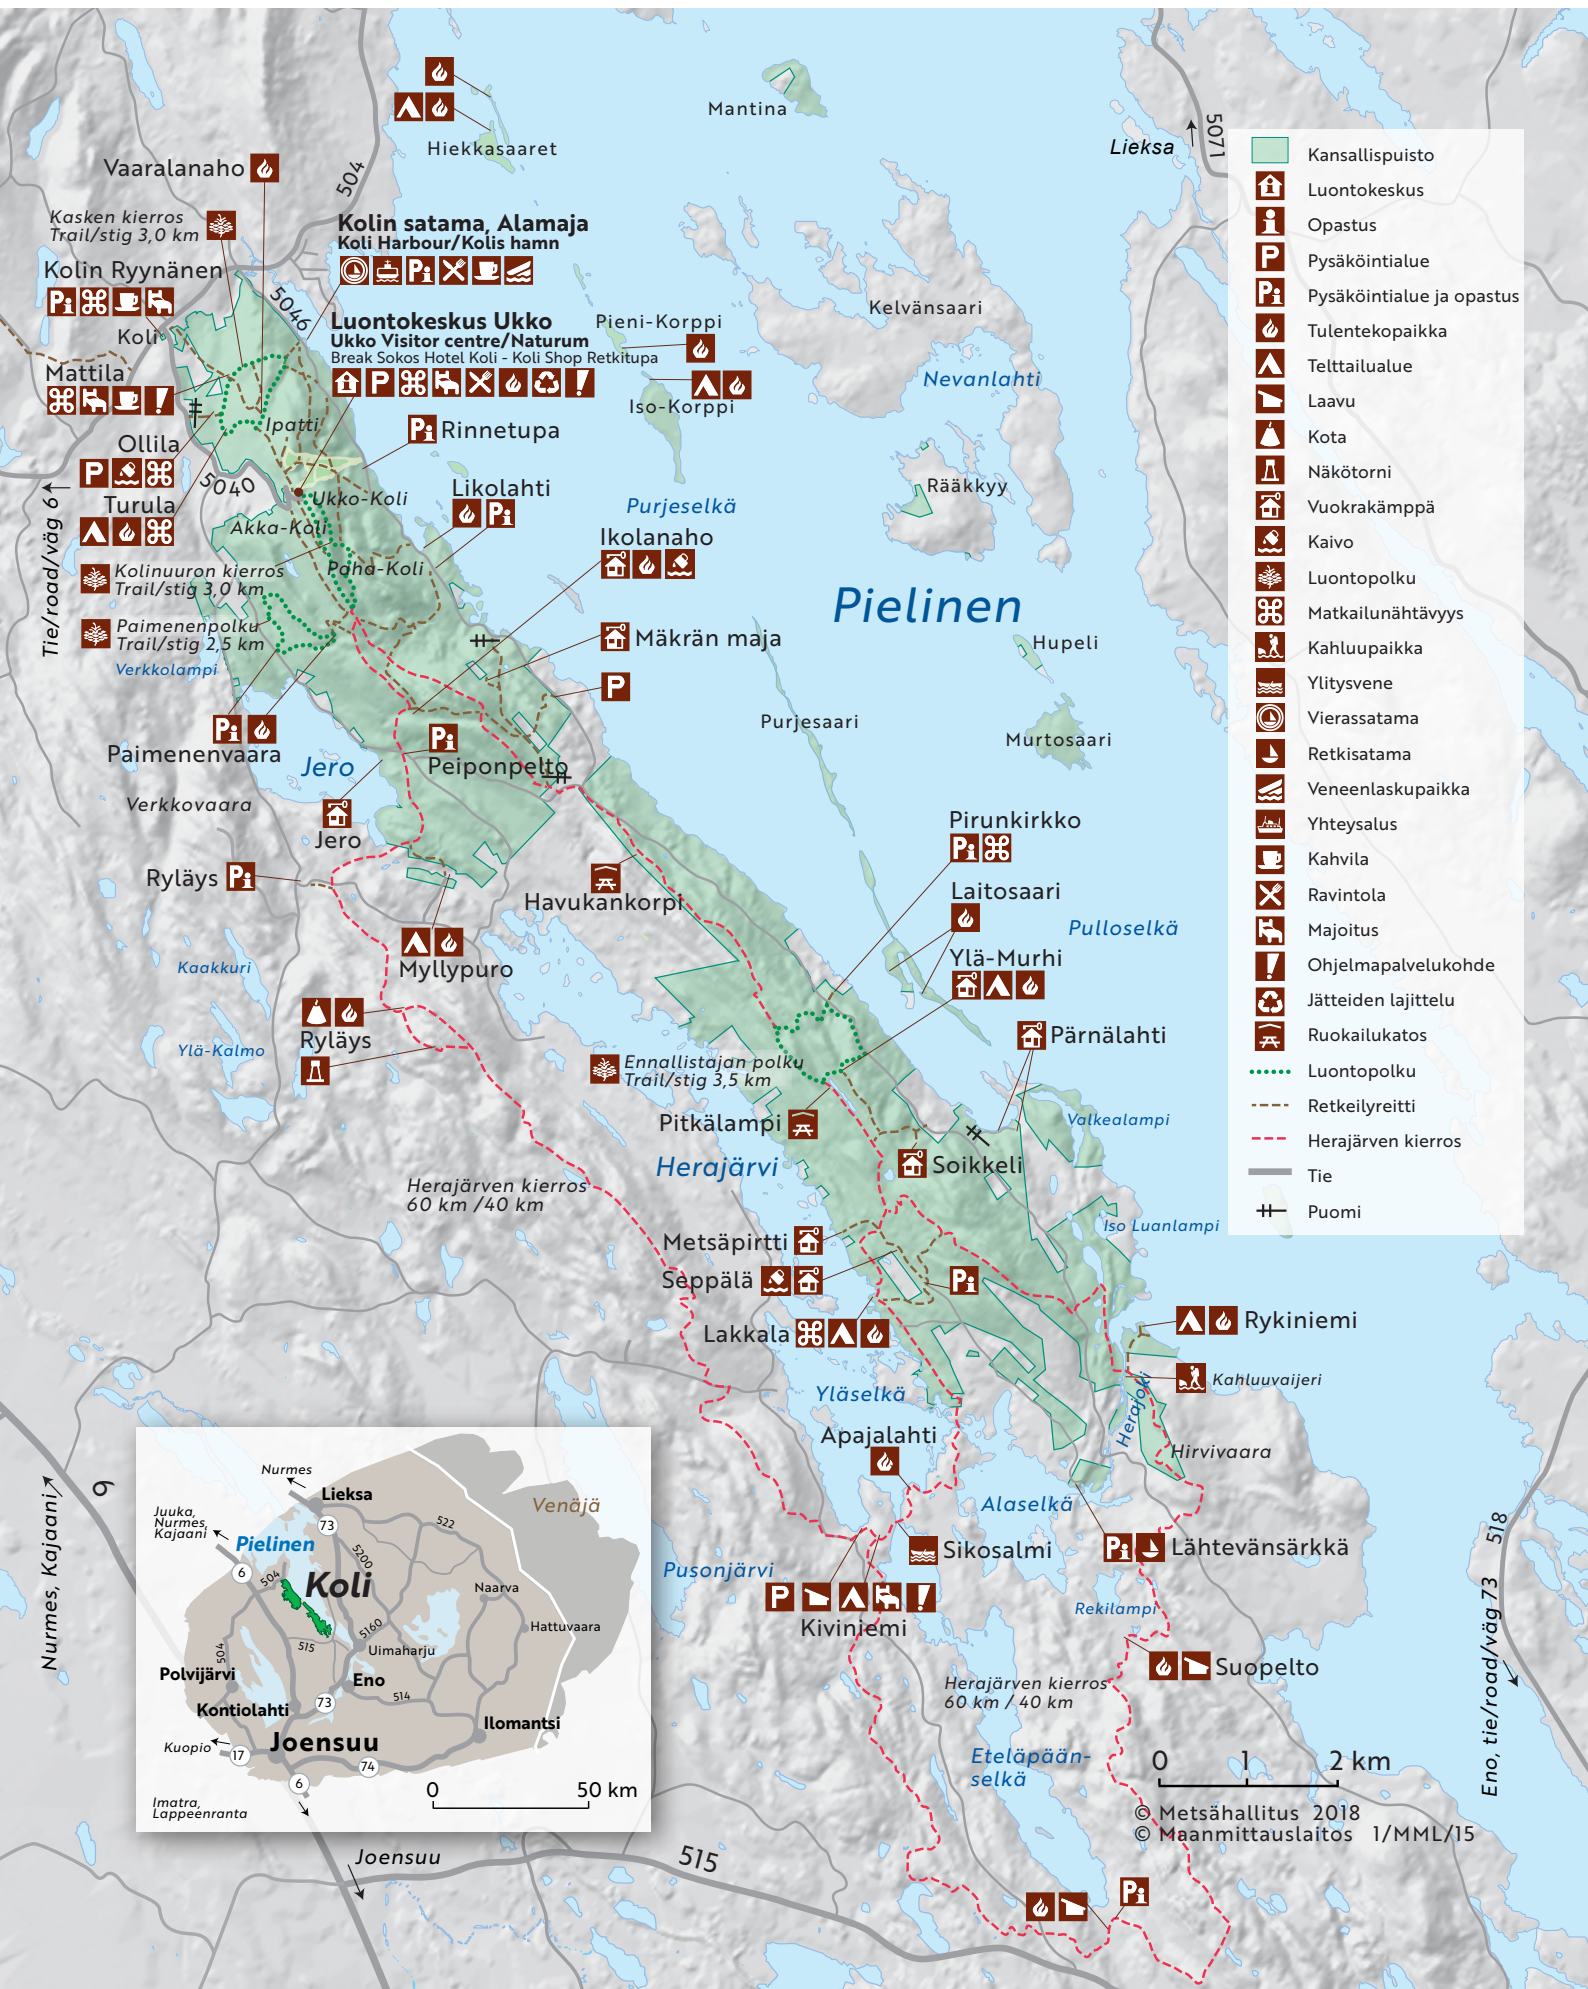 Mantina
Hiekkasaaret
Lieksa
5071
504
Vaaralanaho
Kasken kierros
Trail/stig 3,0 km
Kolin satama, Alamaja
Koli Harbour/Kolis hamn
Kolin Ryynänen
5046
Koli
Luontokeskus Ukko
Ukko Visitor centre/Naturum
Break Sokos Hotel Koli - Koli Shop Retkitupa
Pieni-Korppi
Kelvänsaari
Mattila
Iso-Korppi
Nevanlahti
Ipatti
Rinnetupa
Ollila
5040
Ukko-Koli
Likolahti
Rääkkyy
Purjeselkä
Turula
Akka-Koli
Ikolanaho
Tie/road/väg 6
Kolinuuron kierros
Trail/stig 3,0 km
Paha-Koli
Pielinen
Paimenenpolku
Trail/stig 2,5 km
Mäkrän maja
Hupeli
Verkkolampi
P
Purjesaari
Murtosaari
Paimenenvaara
Jero
Peiponpelto
Verkkovaara
Jero
Pirunkirkko
Ryläys
Havukankorpi
Laitosaari
Pulloselkä
Myllypuro
Kaakkuri
Ylä-Murhi
Ryläys
Ylä-Kalmo
Pärnälahti
Ennallistajan polku
Trail/stig 3,5 km
Pitkälampi
Valkealampi
Herajärvi
Soikkeli
Herajärven kierros
60 km /40 km
Iso Luanlampi
Metsäpirtti
Seppälä
Lakkala
Rykiniemi
Kahluuvaijeri
Yläselkä
Herajoki
Apajalahti
Hirvivaara
Alaselkä
Sikosalmi
Lähtevänsärkkä
Pusonjärvi
Kiviniemi
Rekilampi
Suopelto
Herajärven kierros
60 km / 40 km
Eteläpään-
selkä
518
Eno, tie/road/väg 73
6
Nurmes, Kajaani
Joensuu
515
0 1 2 km
© Metsähallitus 2018
© Maanmittauslaitos 1/MML/15
Kansallispuisto
Luontokeskus
Opastus
Pysäköintialue
Pysäköintialue ja opastus
Tulentekopaikka
Telttailualue
Laavu
Kota
Näkötorni
Vuokrakämppä
Kaivo
Luontopolku
Matkailunähtävyys
Kahluupaikka
Ylitysvene
Vierassatama
Retkisatama
Veneenlaskupaikka
Yhteysalus
Kahvila
Ravintola
Majoitus
Ohjelmapalvelukohde
Jätteiden lajittelu
Ruokailukatos
Luontopolku
Retkeilyreitti
Herajärven kierros
Tie
Puomi
Nurmes
Lieksa
Venäjä
Juuka,
Nurmes,
Kajaani
73
522
Pielinen
5200
6
504
Koli
Naarva
Hattuvaara
5160
515
Uimaharju
504
Polvijärvi
Eno
514
Kontiolahti
73
Ilomantsi
Joensuu
Kuopio
17
74
6
0 50 km
Imatra,
Lappeenranta